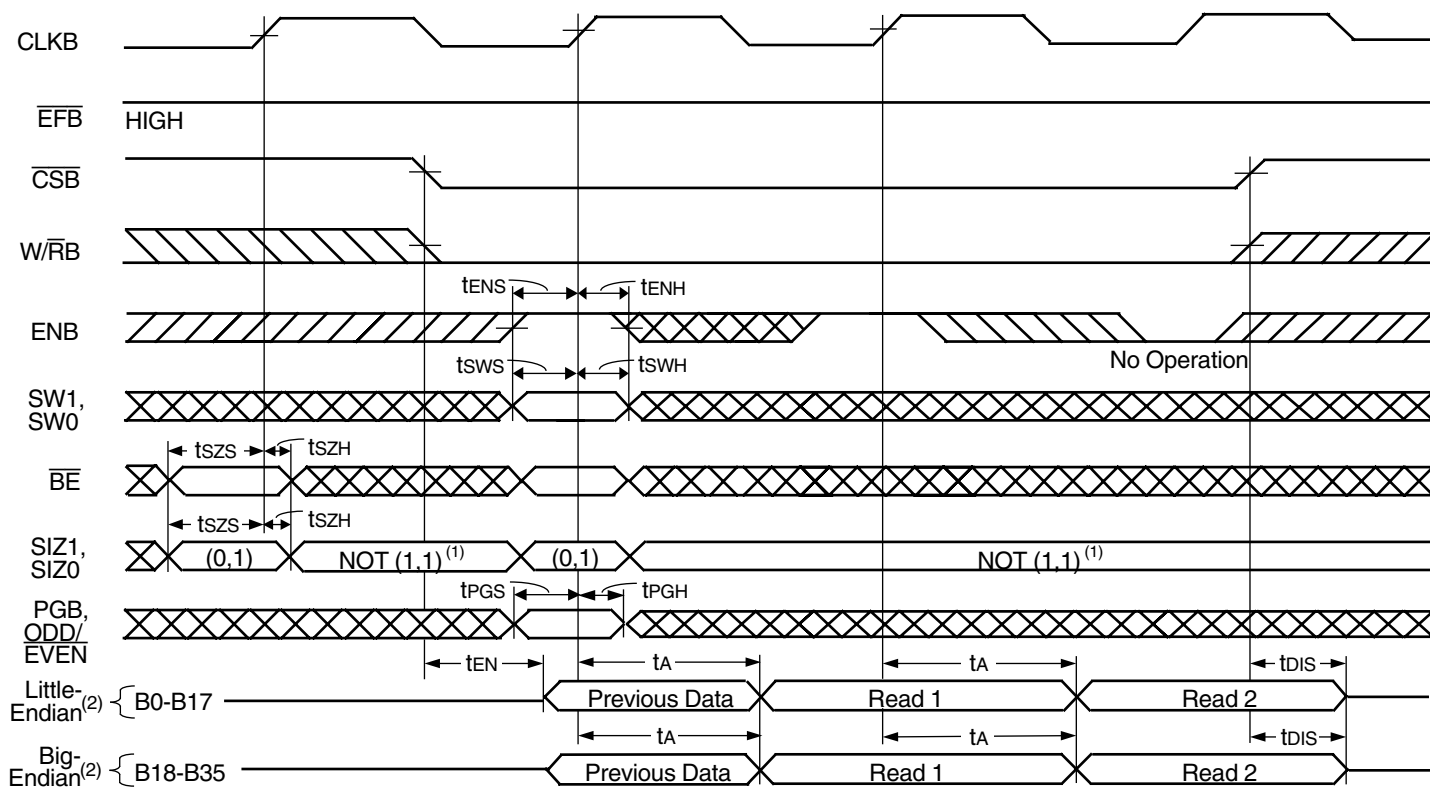 CLKB
EFB
HIGH
CSB
W/RB
tENS
tENH
ENB
No Operation
tSWS
tSWH
SW1,
SW0
tSZS
tSZH
BE
tSZS
tSZH
SIZ1,
SIZ0
(0,1)
NOT (1,1) (1)
(0,1)
NOT (1,1) (1)
tPGS
tPGH
PGB,
ODD/
EVEN
tEN
tA
tA
tDIS
Little-
Endian(2)
B0-B17
Previous Data
Read 1
Read 2
tA
tA
tDIS
Big-
Endian(2)
B18-B35
Previous Data
Read 1
Read 2